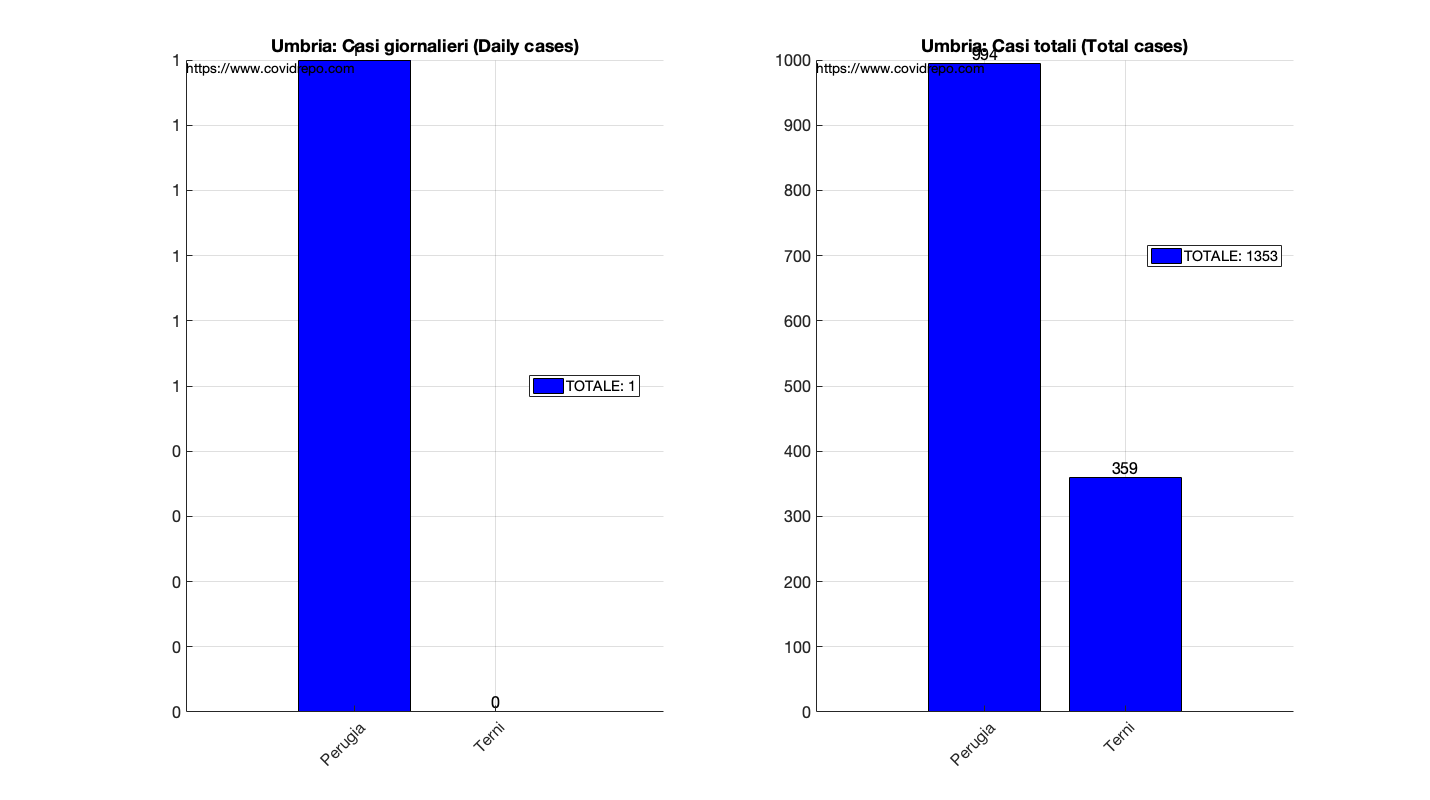 Umbria: Casi giornalieri (Daily cases)
1
https://www.covidrepo.com
1
1
1
1
1
1
0
0
0
0
0
TOTALE: 1
0
Perugia
Terni
Umbria: Casi totali (Total cases)
994
https://www.covidrepo.com
1000
900
800
700
600
500
400
300
200
100
0
TOTALE: 1353
359
Perugia
Terni